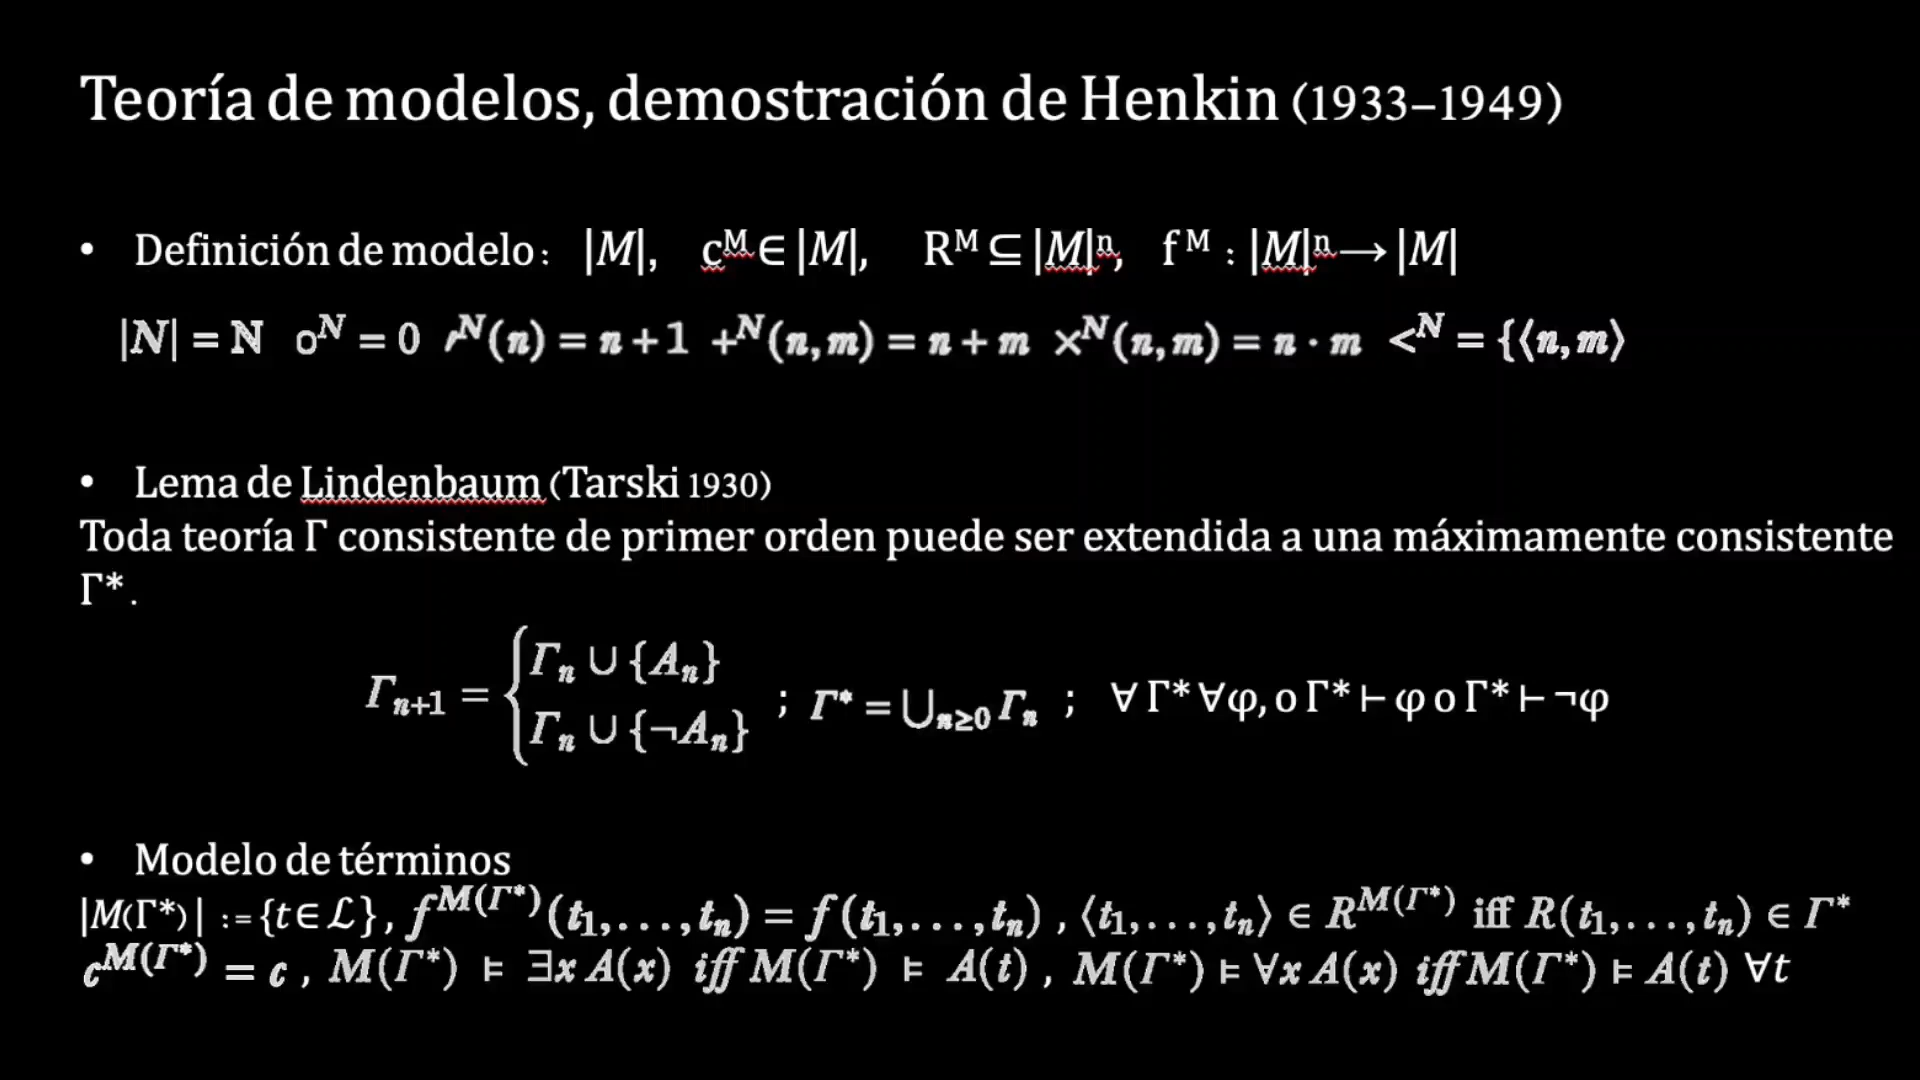 Teoría de modelos, demostración de Henkin (1933–1949)
• Definición de modelo: |M|, cᴹ ∈ |M|, Rᴹ ⊆ |M|ⁿ, f ᴹ : |M|ⁿ ⟶ |M|
|N| = ℕ oᴺ = 0 ′ᴺ(n) = n + 1 +ᴺ(n, m) = n + m ×ᴺ(n, m) = n · m <ᴺ = {⟨n, m⟩
• Lema de Lindenbaum (Tarski 1930)
Toda teoría Γ consistente de primer orden puede ser extendida a una máximamente consistente
Γ* .
Γₙ₊₁ = { Γₙ ∪ {Aₙ}
Γₙ ∪ {¬Aₙ} ; Γ* = ⋃ₙ≥₀ Γₙ ; ∀ Γ* ∀φ, o Γ* ⊢ φ o Γ* ⊢ ¬φ
• Modelo de términos
|M(Γ*)| := {t ∈ ℒ} , f^M(Γ*)(t₁, . . . , tₙ) = f(t₁, . . . , tₙ) , ⟨t₁, . . . , tₙ⟩ ∈ R^M(Γ*) iff R(t₁, . . . , tₙ) ∈ Γ*
c^M(Γ*) = c , M(Γ*) ⊨ ∃x A(x) iff M(Γ*) ⊨ A(t) , M(Γ*) ⊨ ∀x A(x) iff M(Γ*) ⊨ A(t) ∀t